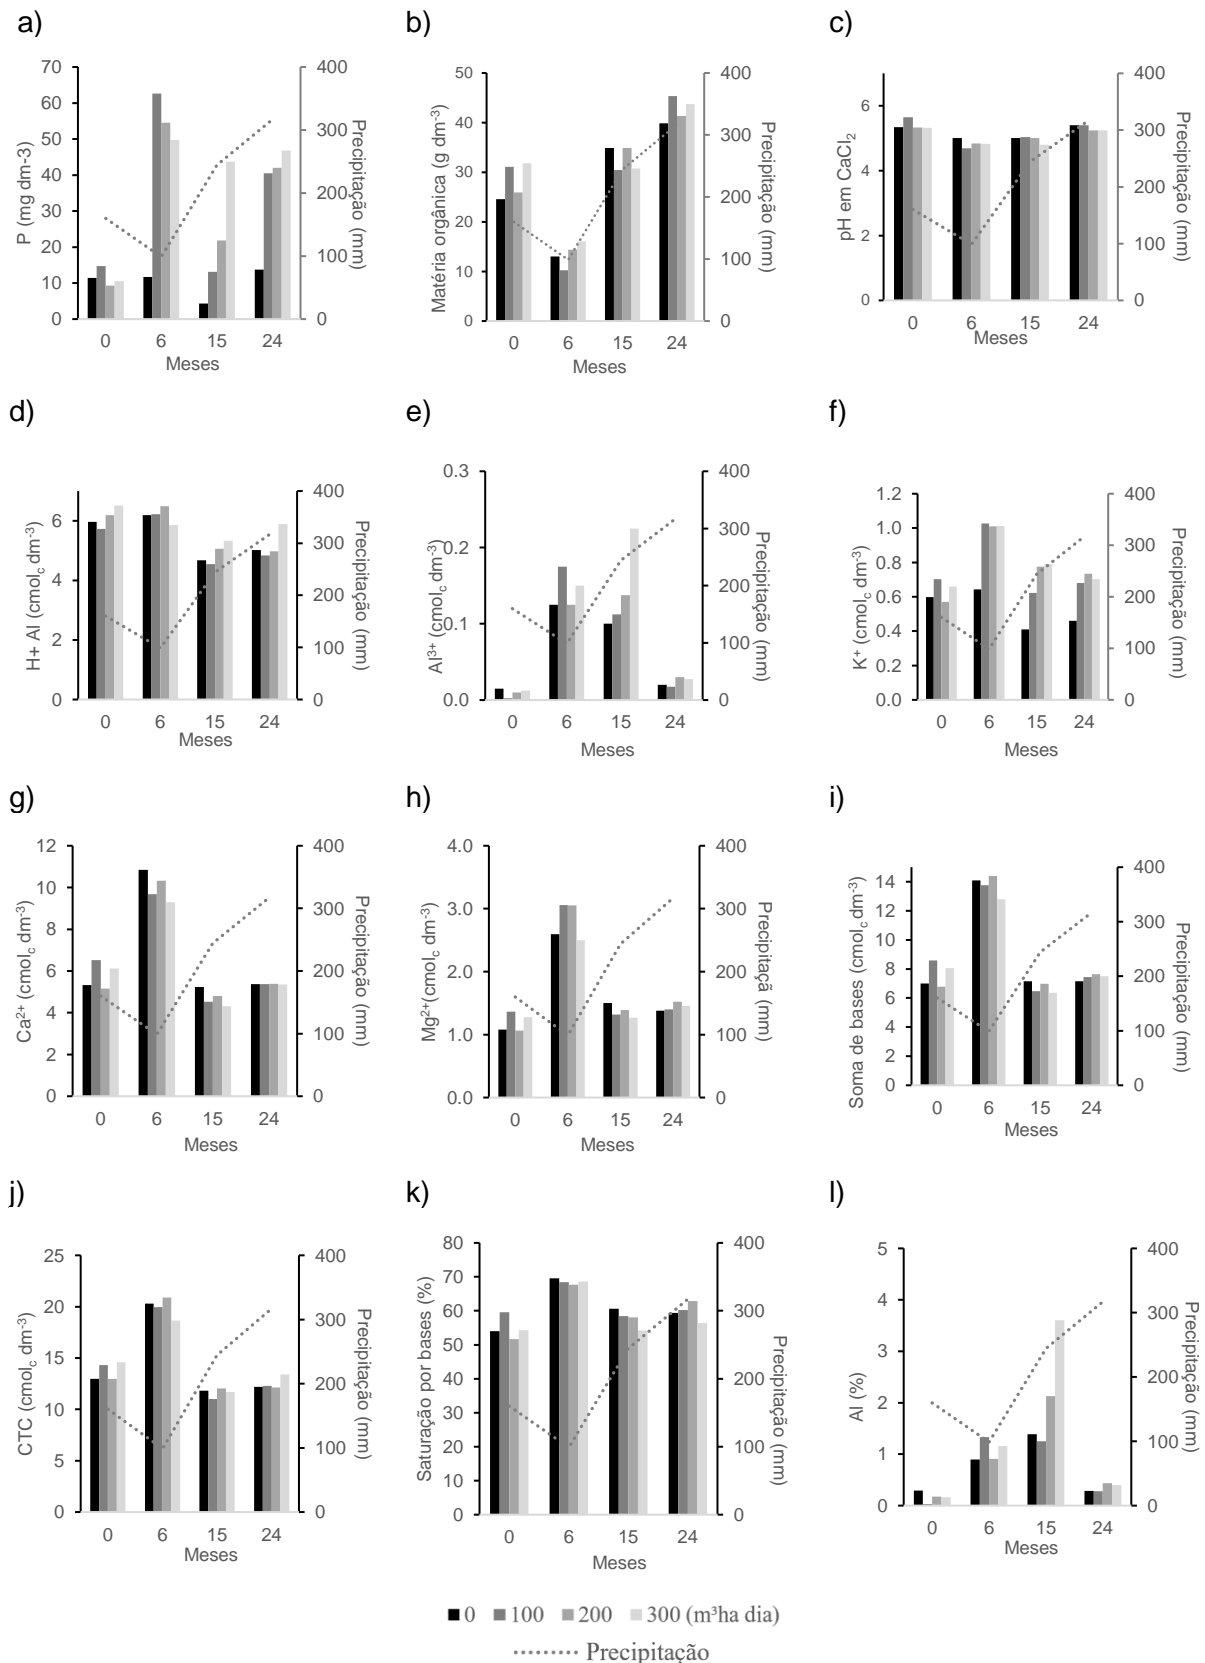 a)
70
60
50
40
30
20
10
0
P (mg dm-3)
400
300
200
100
0
Precipitação (mm)
0 6 15 24
Meses
b)
50
40
30
20
10
0
Matéria orgânica (g dm⁻³)
400
300
200
100
0
Precipitação (mm)
0 6 15 24
Meses
c)
6
4
2
0
pH em CaCl₂
400
300
200
100
0
Precipitação (mm)
0 6 15 24
Meses
d)
6
4
2
0
H+ Al (cmol꜀ dm⁻³)
400
300
200
100
0
Precipitação (mm)
0 6 15 24
Meses
e)
0.3
0.2
0.1
0.0
Al³⁺ (cmol꜀ dm⁻³)
400
300
200
100
0
Precipitação (mm)
0 6 15 24
Meses
f)
1.2
1.0
0.8
0.6
0.4
0.2
0.0
K⁺ (cmol꜀ dm⁻³)
400
300
200
100
0
Precipitação (mm)
0 6 15 24
Meses
g)
12
10
8
6
4
2
0
Ca²⁺ (cmol꜀ dm⁻³)
400
300
200
100
0
Precipitação (mm)
0 6 15 24
Meses
h)
4.0
3.0
2.0
1.0
0.0
Mg²⁺(cmol꜀ dm⁻³)
400
300
200
100
0
Precipitaçã (mm)
0 6 15 24
Meses
i)
14
12
10
8
6
4
2
0
Soma de bases (cmol꜀ dm⁻³)
400
300
200
100
0
Precipitação (mm)
0 6 15 24
Meses
j)
25
20
15
10
5
0
CTC (cmol꜀ dm⁻³)
400
300
200
100
0
Precipitação (mm)
0 6 15 24
Meses
k)
80
70
60
50
40
30
20
10
0
Saturação por bases (%)
400
300
200
100
0
Precipitação (mm)
0 6 15 24
Meses
l)
5
4
3
2
1
0
Al (%)
400
300
200
100
0
Precipitação (mm)
0 6 15 24
Meses
0 100 200 300 (m³ha dia)
Precipitação